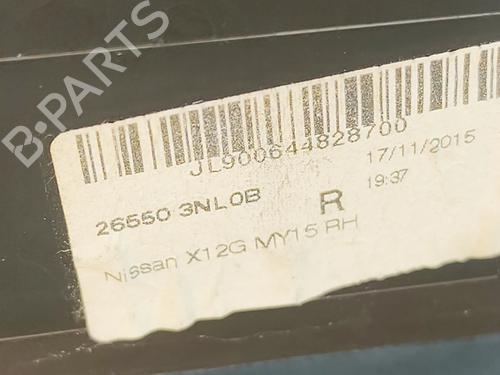 B-PARTS
JL900644828700
17/11/2015
19:37
26550 3NL0B
R
Nissan X12G MY15 RH